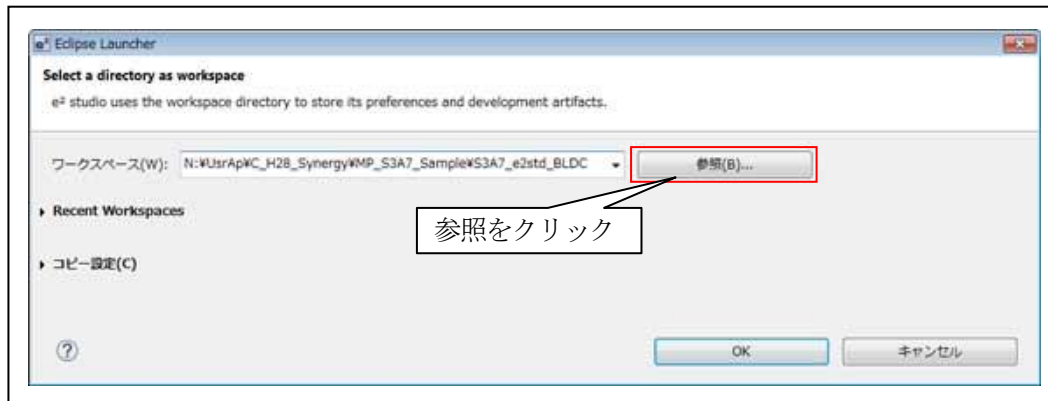 e² Eclipse Launcher
Select a directory as workspace
e² studio uses the workspace directory to store its preferences and development artifacts.
ワークスペース(W): N:¥UsrAp¥C_H28_Synergy¥MP_S3A7_Sample¥S3A7_e2std_BLDC 参照(B)...
Recent Workspaces
参照をクリック
コピー設定(C)
? OK キャンセル